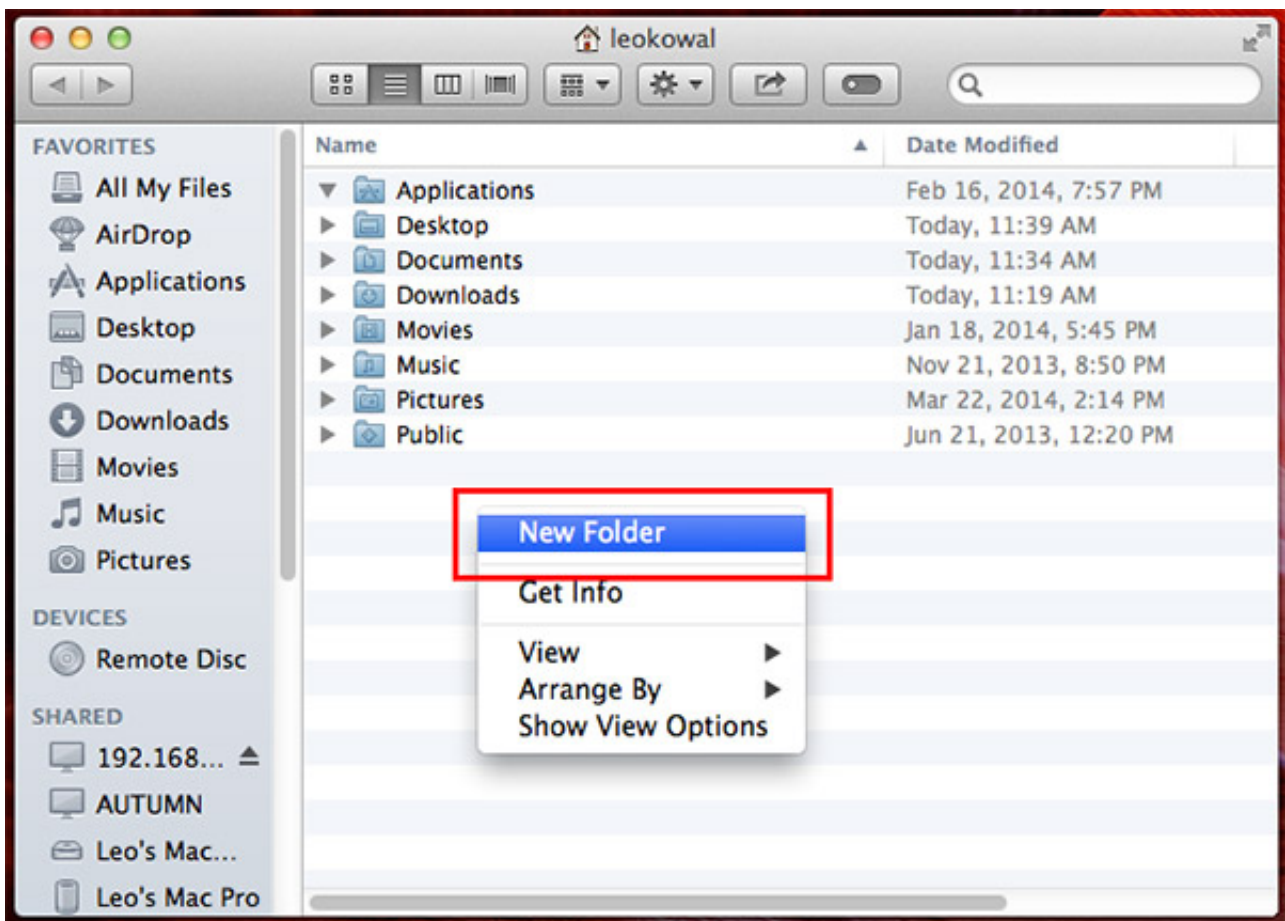 leokowal
FAVORITES
All My Files
AirDrop
Applications
Desktop
Documents
Downloads
Movies
Music
Pictures
DEVICES
Remote Disc
SHARED
192.168...
AUTUMN
Leo's Mac...
Leo's Mac Pro
Name Date Modified
Applications Feb 16, 2014, 7:57 PM
Desktop Today, 11:39 AM
Documents Today, 11:34 AM
Downloads Today, 11:19 AM
Movies Jan 18, 2014, 5:45 PM
Music Nov 21, 2013, 8:50 PM
Pictures Mar 22, 2014, 2:14 PM
Public Jun 21, 2013, 12:20 PM
New Folder
Get Info
View
Arrange By
Show View Options